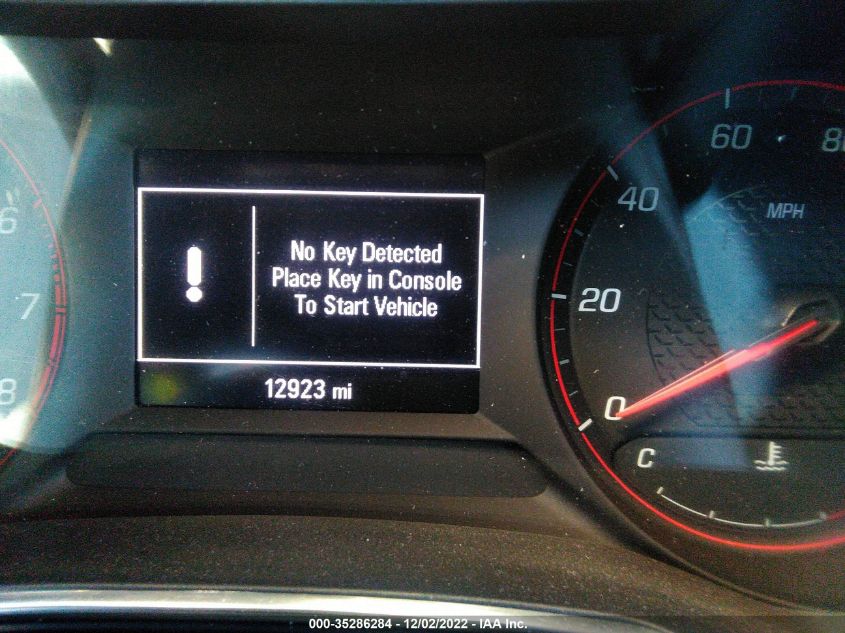 60
80
40
MPH
6
No Key Detected
Place Key in Console
To Start Vehicle
20
7
8
12923 mi
0
C
000-35286284 - 12/02/2022 - IAA Inc.